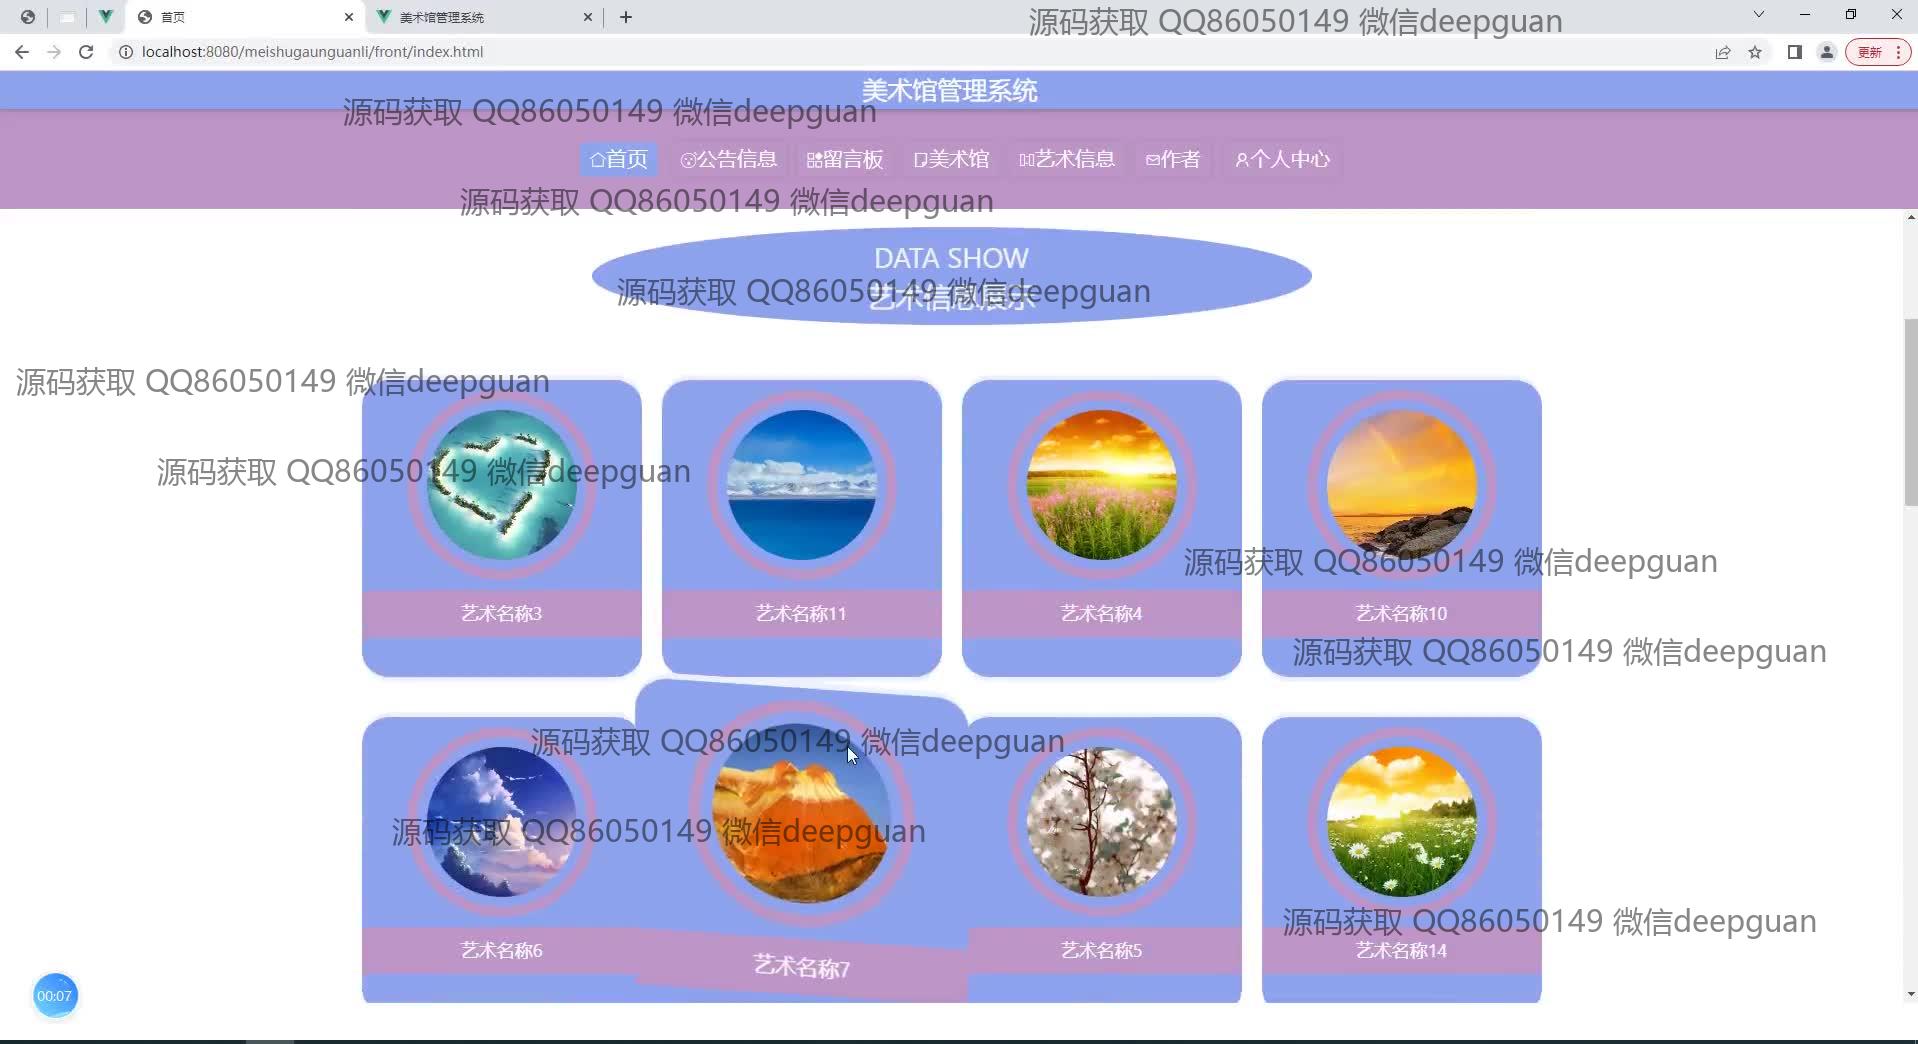 首页
美术馆管理系统
源码获取 QQ86050149 微信deepguan
localhost:8080/meishugaunguanli/front/index.html
更新
美术馆管理系统
源码获取 QQ86050149 微信deepguan
首页 公告信息 留言板 美术馆 艺术信息 作者 个人中心
源码获取 QQ86050149 微信deepguan
DATA SHOW
源码获取 QQ86050149 微信deepguan
艺术信息展示
源码获取 QQ86050149 微信deepguan
源码获取 QQ86050149 微信deepguan
源码获取 QQ86050149 微信deepguan
艺术名称3
艺术名称11
艺术名称4
艺术名称10
源码获取 QQ86050149 微信deepguan
源码获取 QQ86050149 微信deepguan
源码获取 QQ86050149 微信deepguan
源码获取 QQ86050149 微信deepguan
艺术名称6
艺术名称7
艺术名称5
艺术名称14
00:07